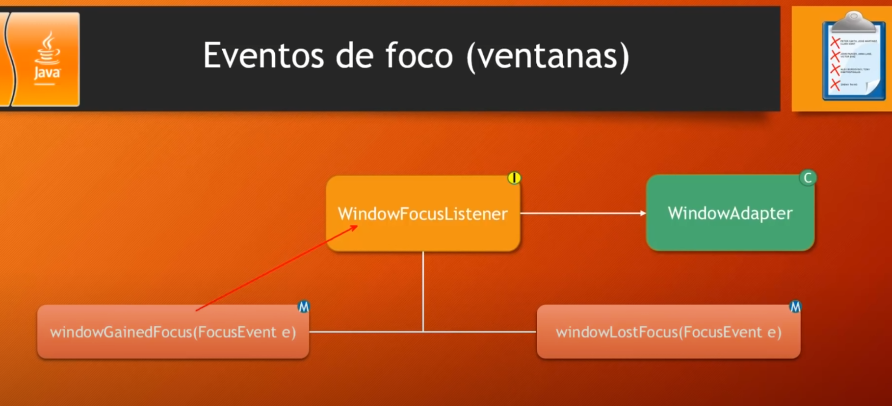 Java
Eventos de foco (ventanas)
I
C
WindowFocusListener
WindowAdapter
M
M
windowGainedFocus(FocusEvent e)
windowLostFocus(FocusEvent e)